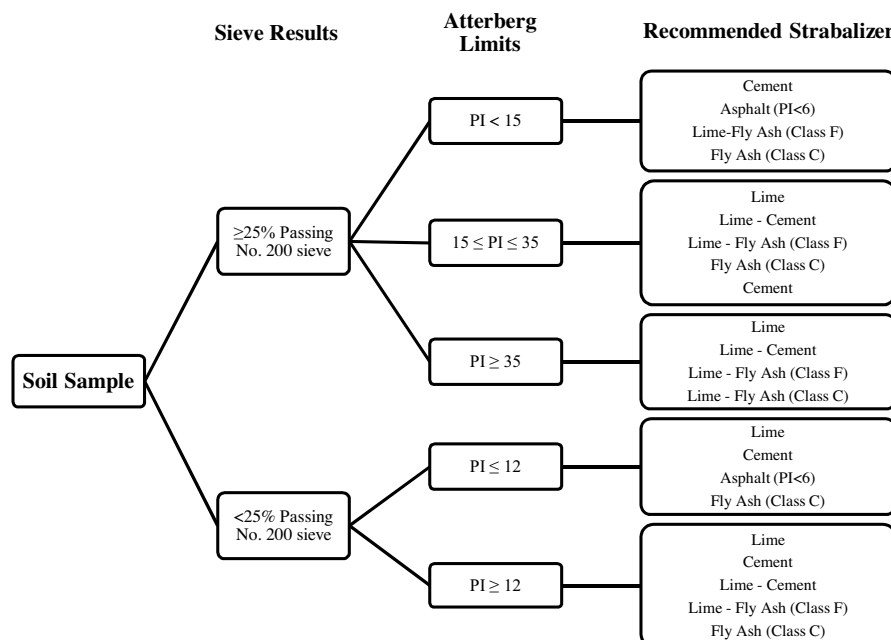 Sieve Results
Atterberg
Limits
Recommended Strabalizer
Soil Sample
≥25% Passing
No. 200 sieve
<25% Passing
No. 200 sieve
PI < 15
15 ≤ PI ≤ 35
PI ≥ 35
PI ≤ 12
PI ≥ 12
Cement
Asphalt (PI<6)
Lime-Fly Ash (Class F)
Fly Ash (Class C)
Lime
Lime - Cement
Lime - Fly Ash (Class F)
Fly Ash (Class C)
Cement
Lime
Lime - Cement
Lime - Fly Ash (Class F)
Lime - Fly Ash (Class C)
Lime
Cement
Asphalt (PI<6)
Fly Ash (Class C)
Lime
Cement
Lime - Cement
Lime - Fly Ash (Class F)
Fly Ash (Class C)